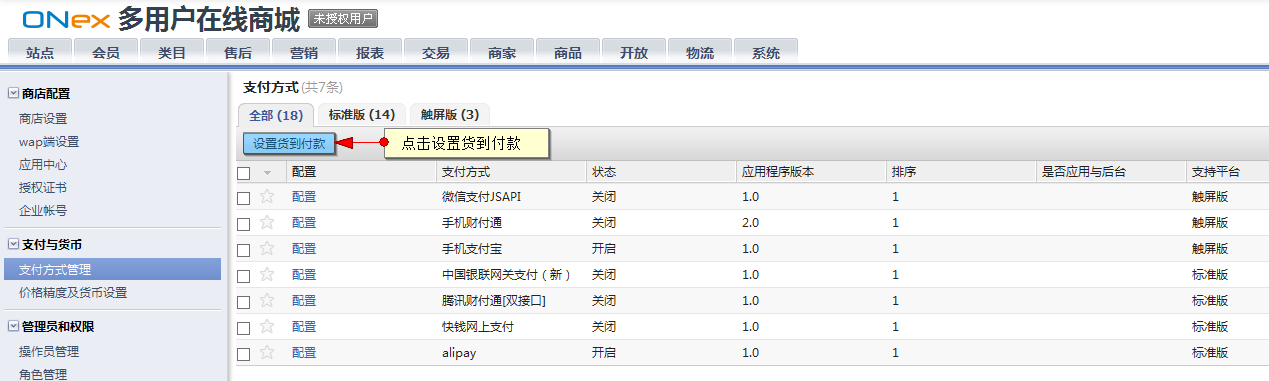 ONex 多用户在线商城 未授权用户
站点 会员 类目 售后 营销 报表 交易 商家 商品 开放 物流 系统
商店配置
商店设置
wap端设置
应用中心
授权证书
企业帐号
支付与货币
支付方式管理
价格精度及货币设置
管理员和权限
操作员管理
角色管理
支付方式 (共7条)
全部 (18) 标准版 (14) 触屏版 (3)
设置货到付款 点击设置货到付款
配置 支付方式 状态 应用程序版本 排序 是否应用与后台 支持平台
配置 微信支付JSAPI 关闭 1.0 1 触屏版
配置 手机财付通 关闭 2.0 1 触屏版
配置 手机支付宝 开启 1.0 1 触屏版
配置 中国银联网关支付（新） 关闭 1.0 1 标准版
配置 腾讯财付通[双接口] 关闭 1.0 1 标准版
配置 快钱网上支付 关闭 1.0 1 标准版
配置 alipay 开启 1.0 1 标准版